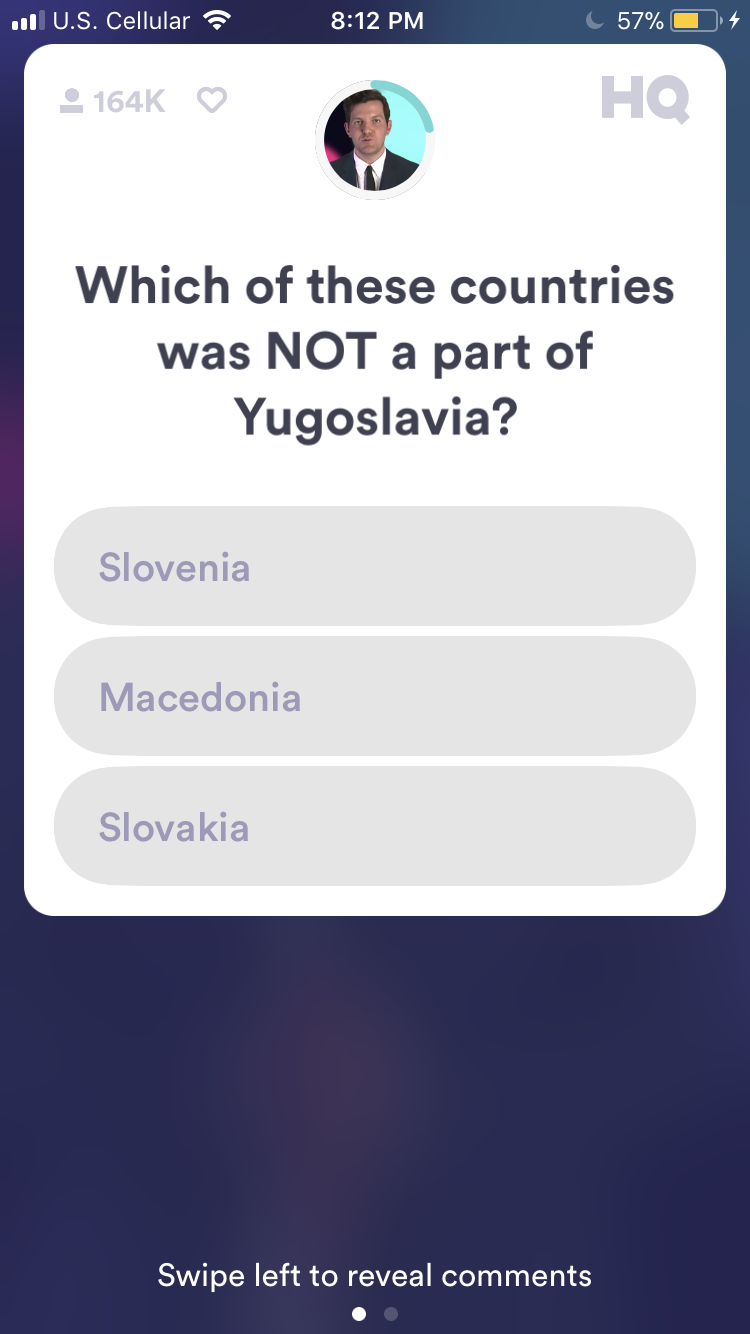 U.S. Cellular 8:12 PM 57%
164K HQ
Which of these countries
was NOT a part of
Yugoslavia?
Slovenia
Macedonia
Slovakia
Swipe left to reveal comments